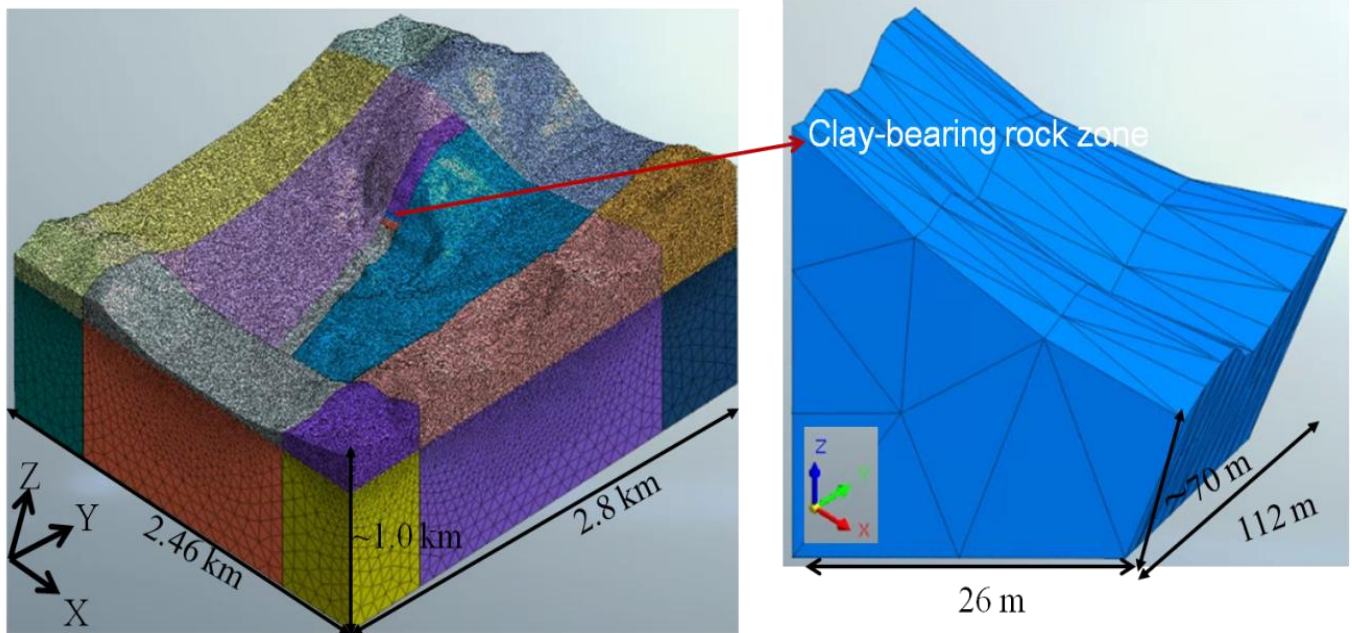 Z
Y
X
2.46 km
~1.0 km
2.8 km
Clay-bearing rock zone
Z
Y
X
~70 m
112 m
26 m